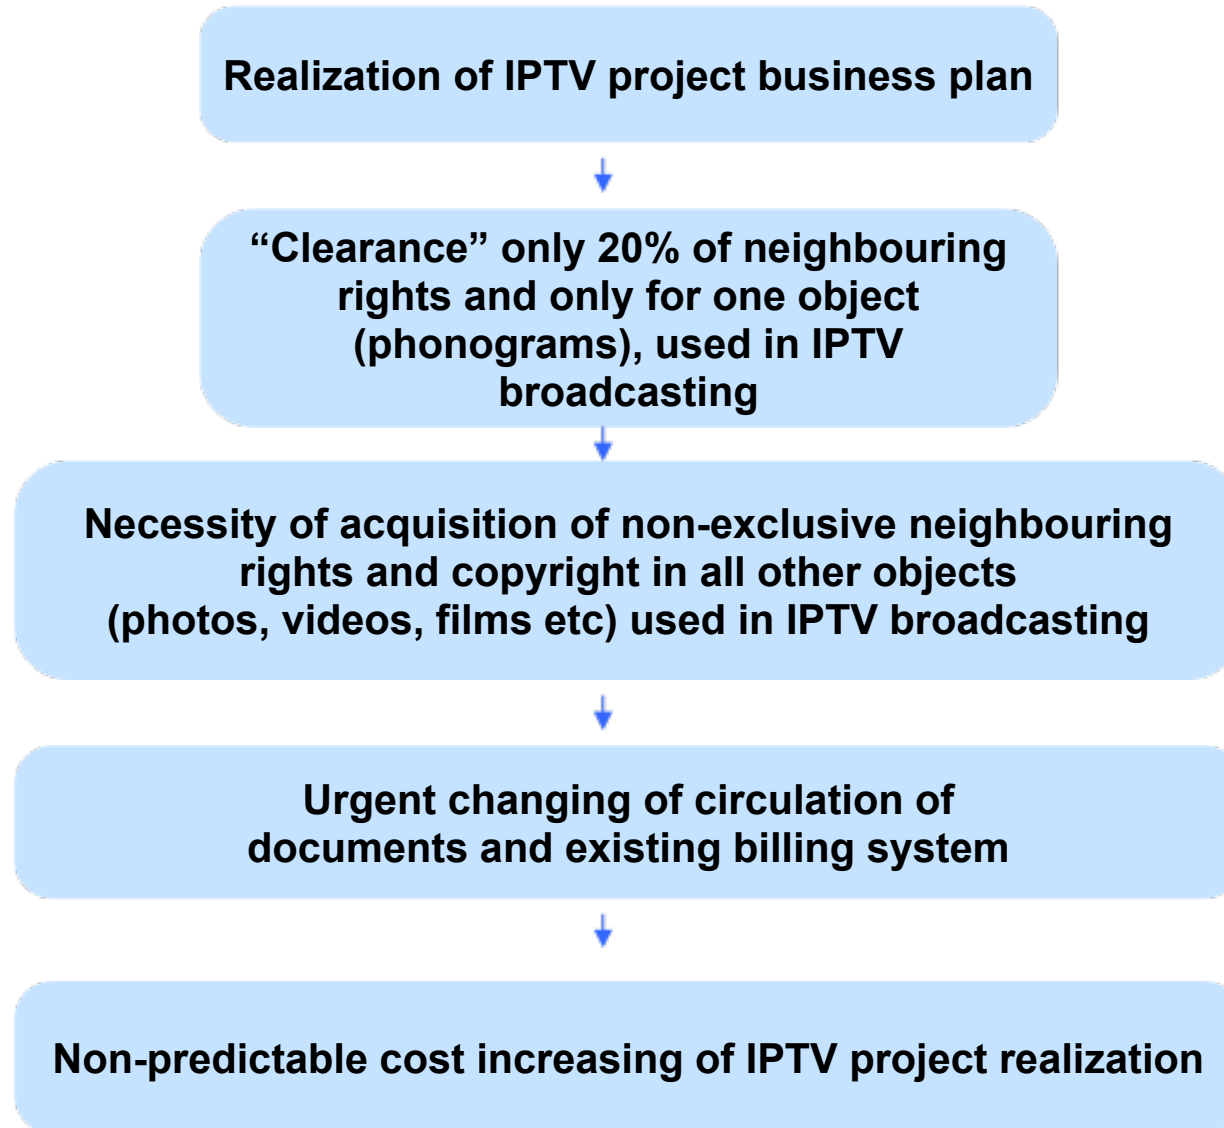 Realization of IPTV project business plan
“Clearance” only 20% of neighbouring
rights and only for one object
(phonograms), used in IPTV
broadcasting
Necessity of acquisition of non-exclusive neighbouring
rights and copyright in all other objects
(photos, videos, films etc) used in IPTV broadcasting
Urgent changing of circulation of
documents and existing billing system
Non-predictable cost increasing of IPTV project realization